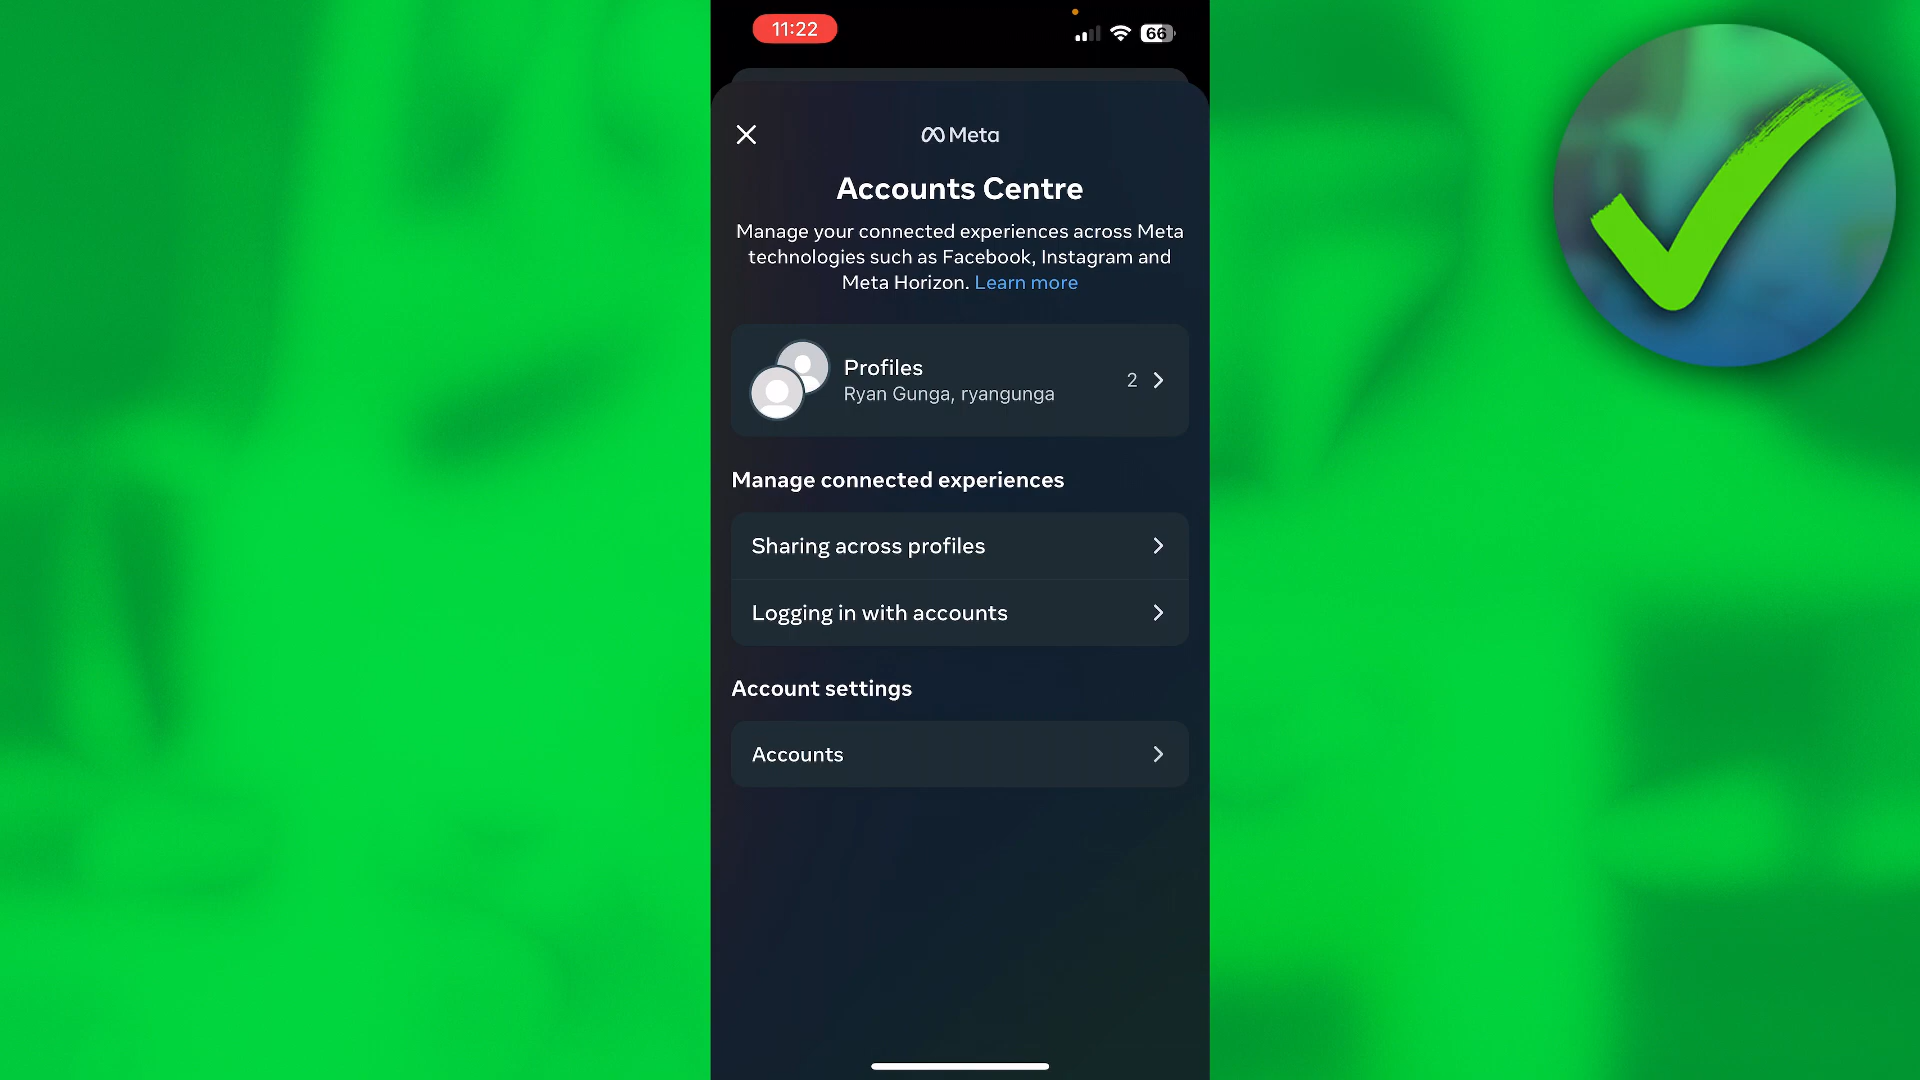 11:22
66
Meta
Accounts Centre
Manage your connected experiences across Meta
technologies such as Facebook, Instagram and
Meta Horizon. Learn more
Profiles
Ryan Gunga, ryangunga
2
Manage connected experiences
Sharing across profiles
Logging in with accounts
Account settings
Accounts